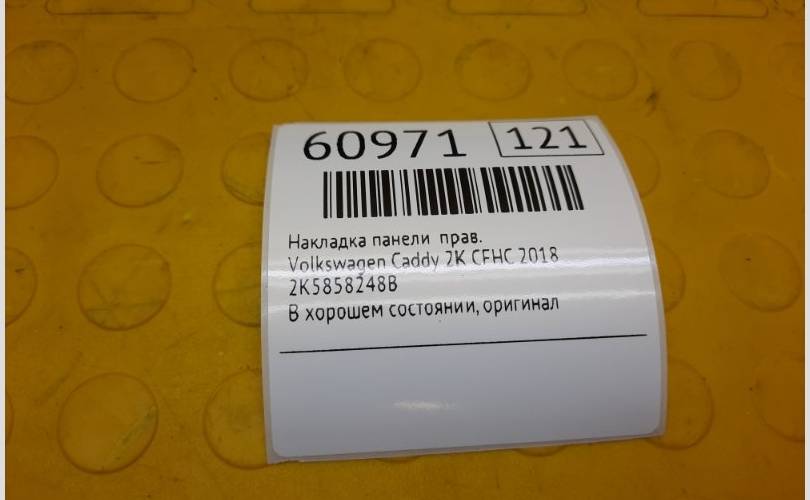 60971 121
Накладка панели прав.
Volkswagen Caddy 2K CFHC 2018
2K5858248B
В хорошем состоянии, оригинал